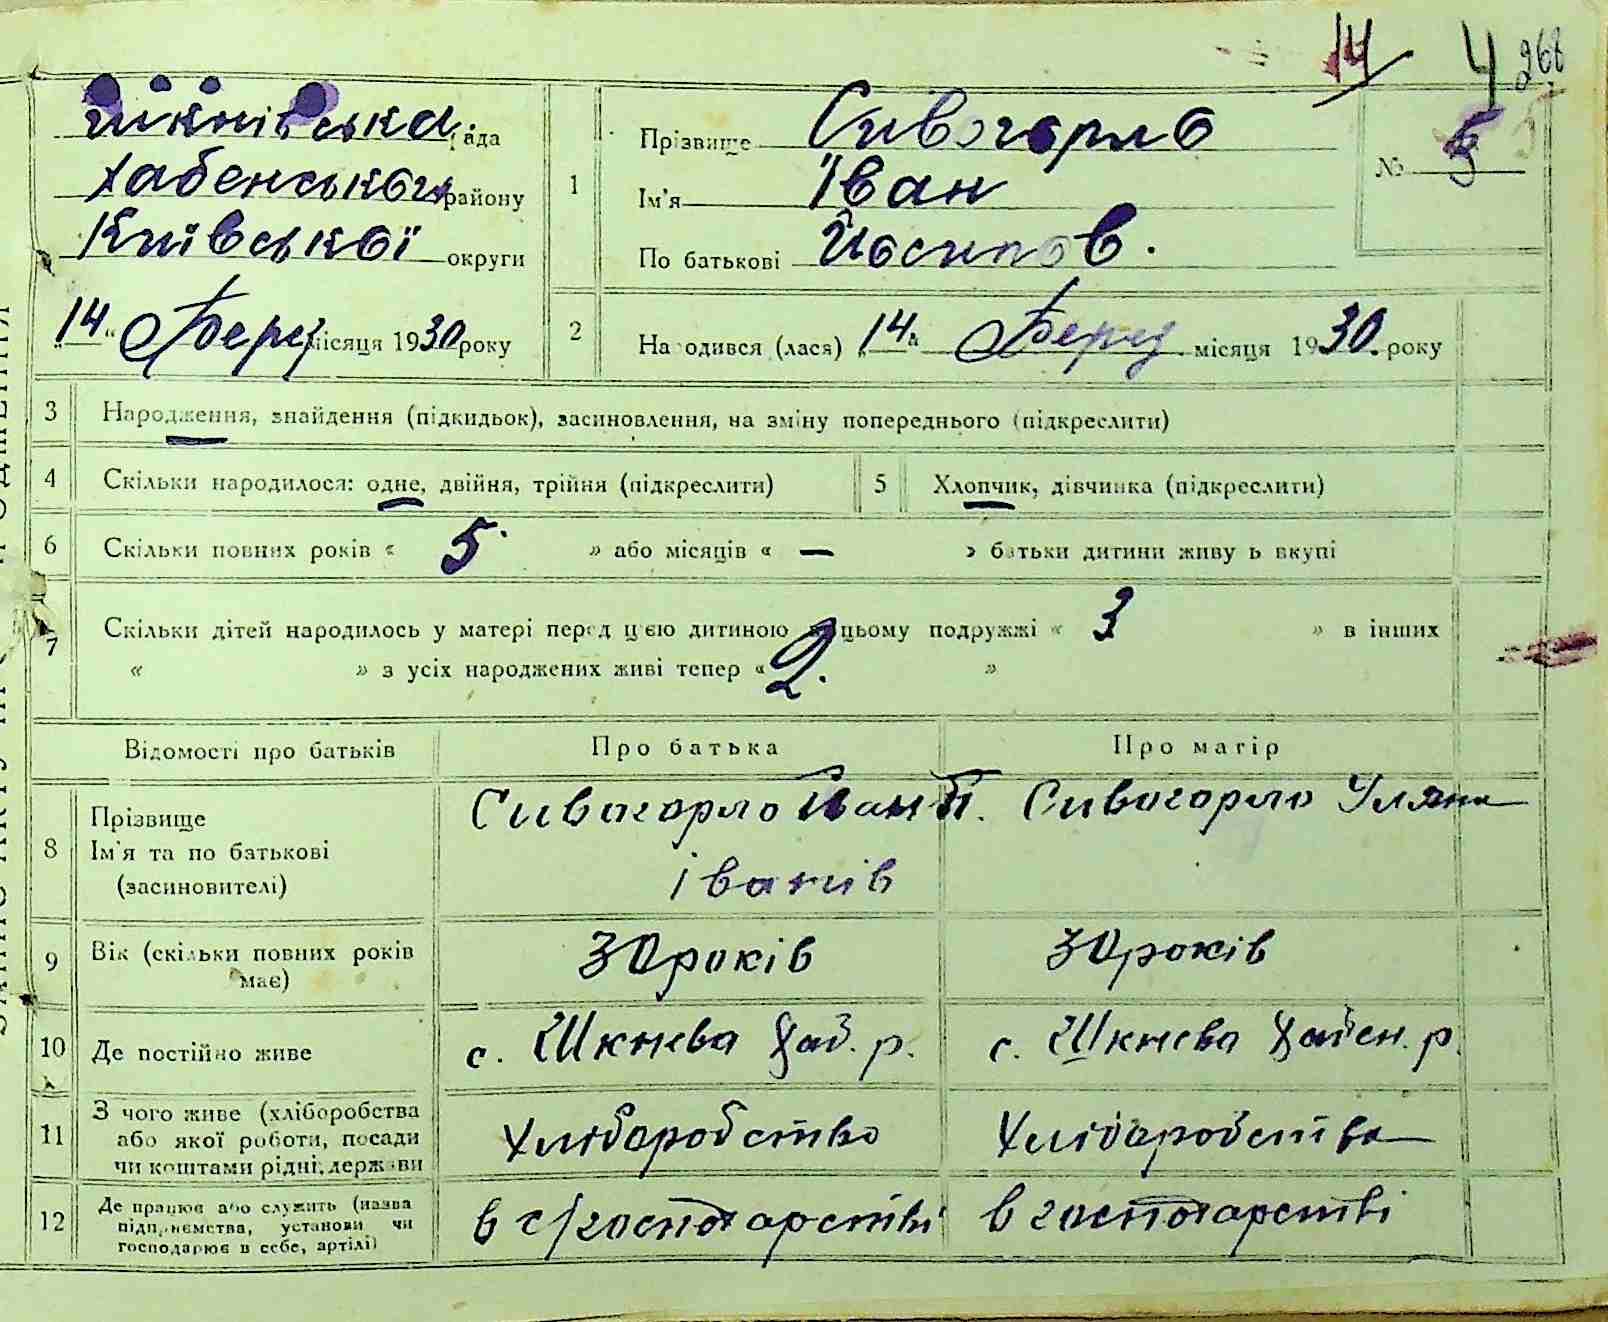 14 4 968
Шкнівська рада
Хабенського району
Київської округи
„14“ Берез місяця 1930 року
1 Прізвище Сивогорло
Ім'я Іван
По батькові Йосипов.
№ 5
2 Народився (лася) „14“ Берез місяця 1930. року
3 Народження, знайдення (підкидьок), засиновлення, на зміну попереднього (підкреслити)
4 Скільки народилося: одне, двійня, трійня (підкреслити) 5 Хлопчик, дівчинка (підкреслити)
6 Скільки повних років « 5 » або місяців « — » батьки дитини живуть вкупі
7 Скільки дітей народилось у матері перед цією дитиною в цьому подружжі « 3 » в інших
« » з усіх народжених живі тепер « 2. »
Відомості про батьків Про батька Про матір
8 Прізвище
Ім'я та по батькові
(засиновителі)
Сивогорло
Іванів
Сивогорло Уляна
9 Вік (скільки повних років
має)
30 років 30 років
10 Де постійно живе с. Шкнева Хаб. р. с. Шкнева Хабен. р.
11 З чого живе (хліборобства
або якої роботи, посади
чи коштами рідні, держави
Хліборобство Хліборобства
12 Де працює або служить (назва
підприємства, установи чи
господарює в себе, артілі)
в с/господарстві в господарстві